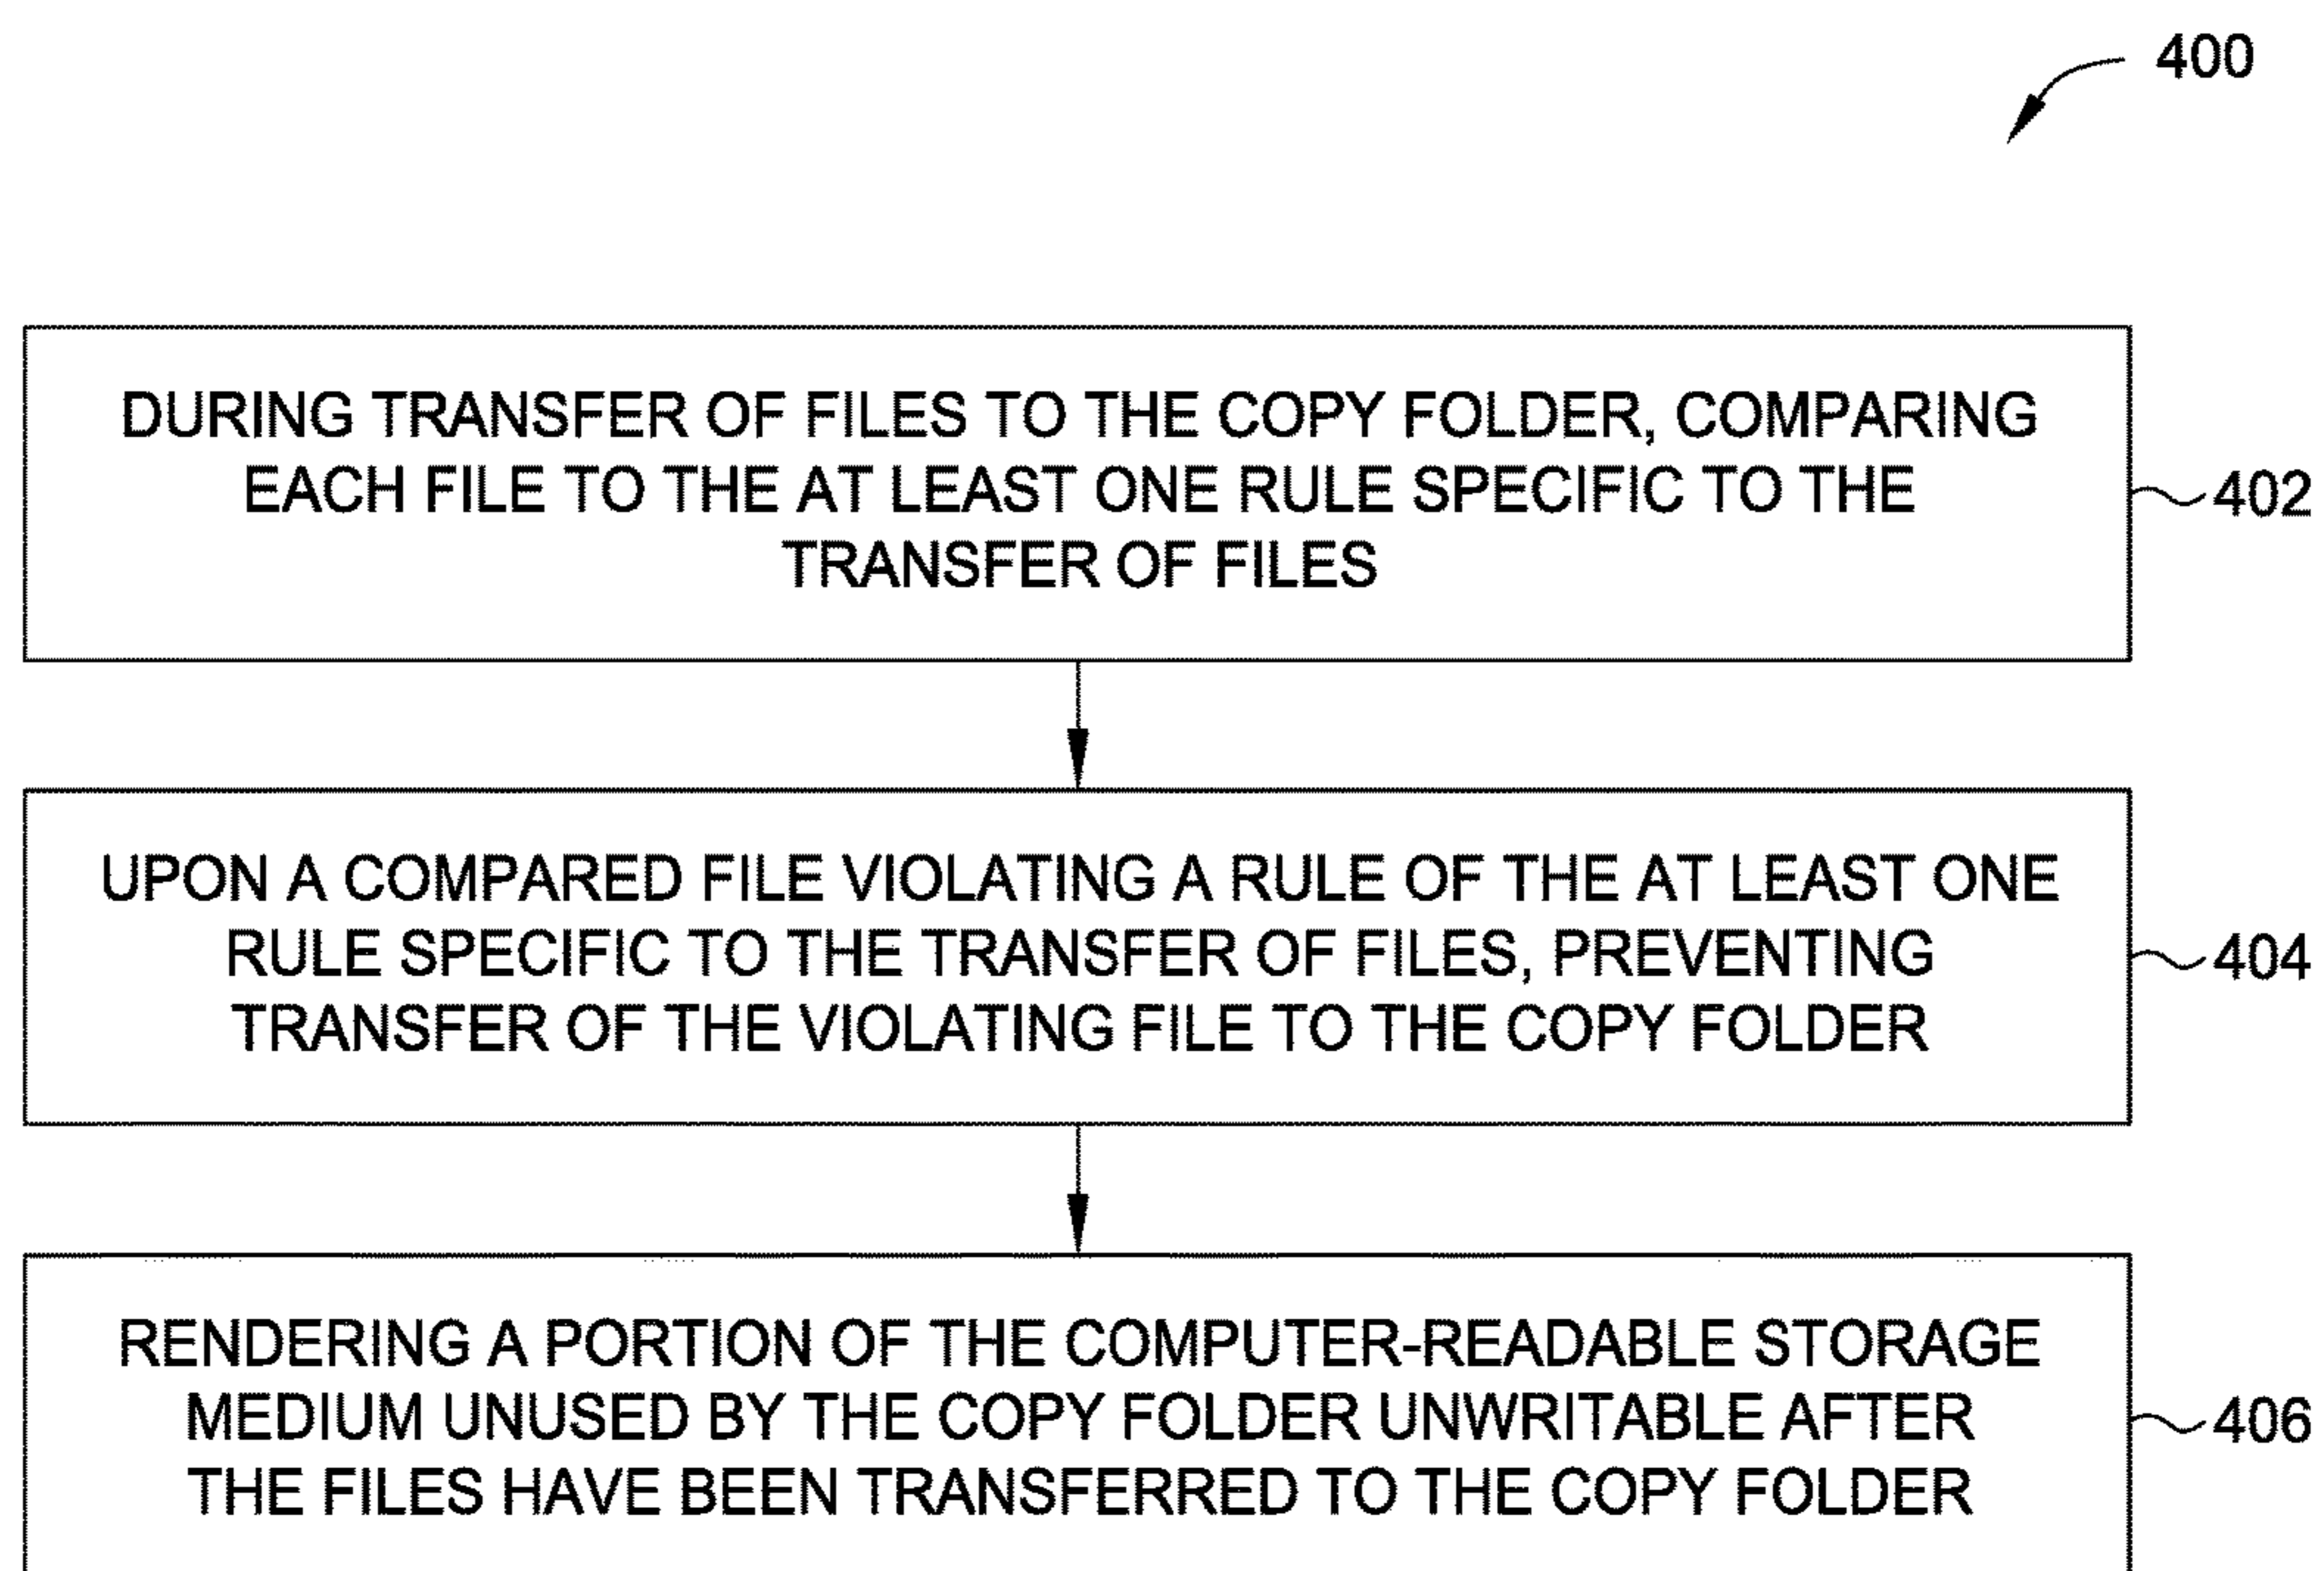 400
DURING TRANSFER OF FILES TO THE COPY FOLDER, COMPARING
EACH FILE TO THE AT LEAST ONE RULE SPECIFIC TO THE
TRANSFER OF FILES
402
UPON A COMPARED FILE VIOLATING A RULE OF THE AT LEAST ONE
RULE SPECIFIC TO THE TRANSFER OF FILES, PREVENTING
TRANSFER OF THE VIOLATING FILE TO THE COPY FOLDER
404
RENDERING A PORTION OF THE COMPUTER-READABLE STORAGE
MEDIUM UNUSED BY THE COPY FOLDER UNWRITABLE AFTER
THE FILES HAVE BEEN TRANSFERRED TO THE COPY FOLDER
406